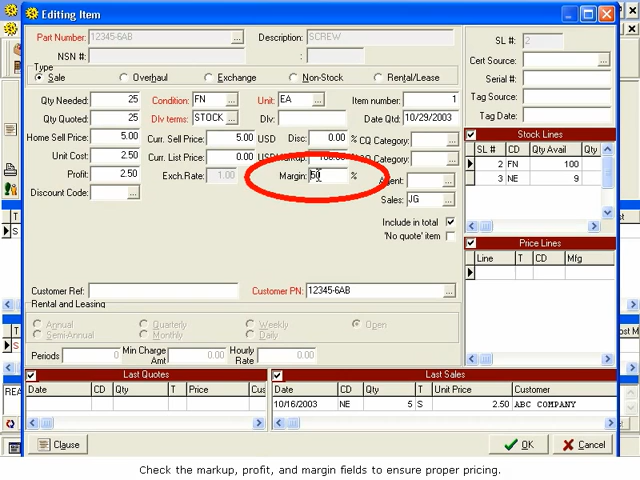 Editing Item
Part Number: 12345-6AB ... Description: SCREW
NSN #: :
Type
Sale Overhaul Exchange Non-Stock Rental/Lease
Qty Needed: 25 Condition: FN ... Unit: EA ... Item number: 1
Qty Quoted: 25 Dlv terms: STOCK ... Dlv: Date Qtd: 10/29/2003
Home Sell Price: 5.00 Curr. Sell Price: 5.00 USD Disc: 0.00 % CQ Category: ...
Unit Cost: 2.50 Curr. List Price: 0.00 USD Markup: 100.00 % Category: ...
Profit: 2.50 Exch.Rate: 1.00 Margin: 50 % Agent: ...
Discount Code: ... Sales: JG ...
Include in total
'No quote' item
Customer Ref: Customer PN: 12345-6AB ...
Rental and Leasing
Annual Quarterly Weekly Open
Semi-Annual Monthly Daily
Periods 0 Min Charge Amt 0.00 Hourly Rate 0.00
SL #: 2
Cert Source: ...
Serial #:
Tag Source:
Tag Date:
Stock Lines
SL # CD Qty Avail Qty
2 FN 100
3 NE 9
Price Lines
Line T CD Mfg
Last Quotes
Date CD Qty T Price Cus
Last Sales
Date CD Qty T Unit Price Customer
10/16/2003 NE 5 S 2.50 ABC COMPANY
Clause OK Cancel
Check the markup, profit, and margin fields to ensure proper pricing.